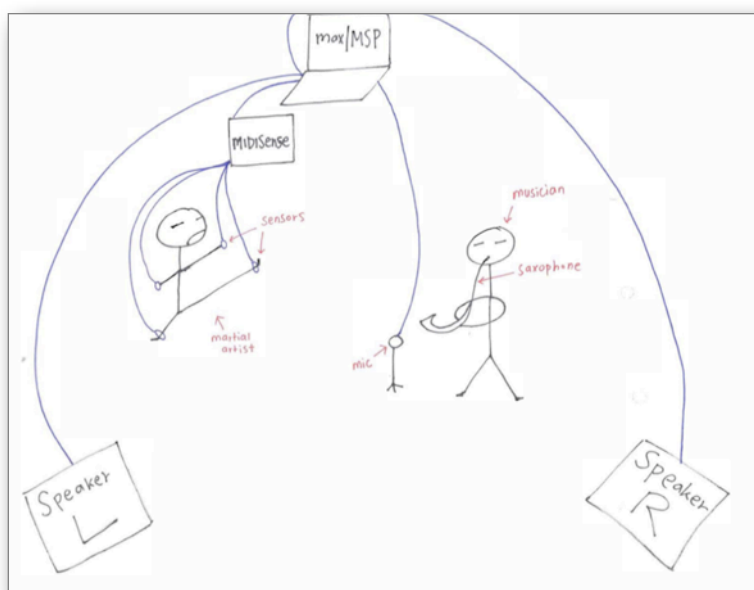 max/MSP
MIDISense
musician
sensors
saxophone
martial
artist
mic
Speaker
L
Speaker
R